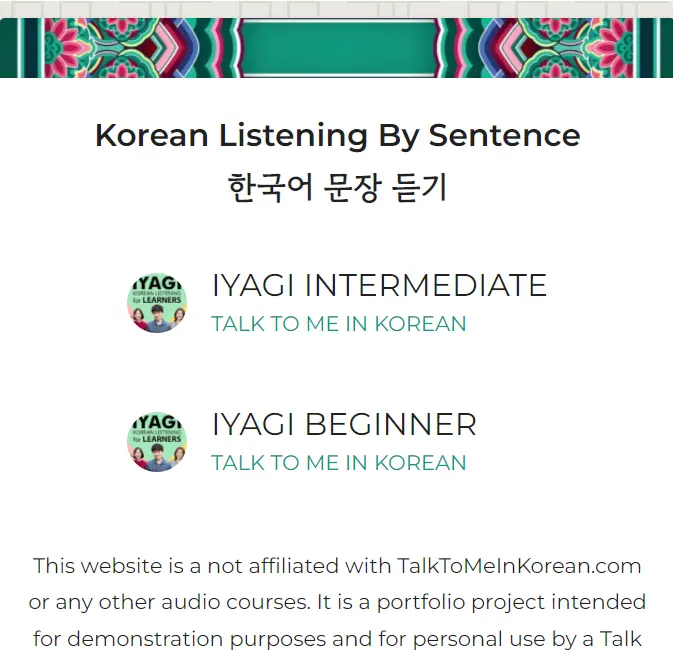 Korean Listening By Sentence
한국어 문장 듣기
IYAGI
KOREAN LISTENING
for LEARNERS
IYAGI INTERMEDIATE
TALK TO ME IN KOREAN
IYAGI
KOREAN LISTENING
for LEARNERS
IYAGI BEGINNER
TALK TO ME IN KOREAN
This website is a not affiliated with TalkToMeInKorean.com
or any other audio courses. It is a portfolio project intended
for demonstration purposes and for personal use by a Talk